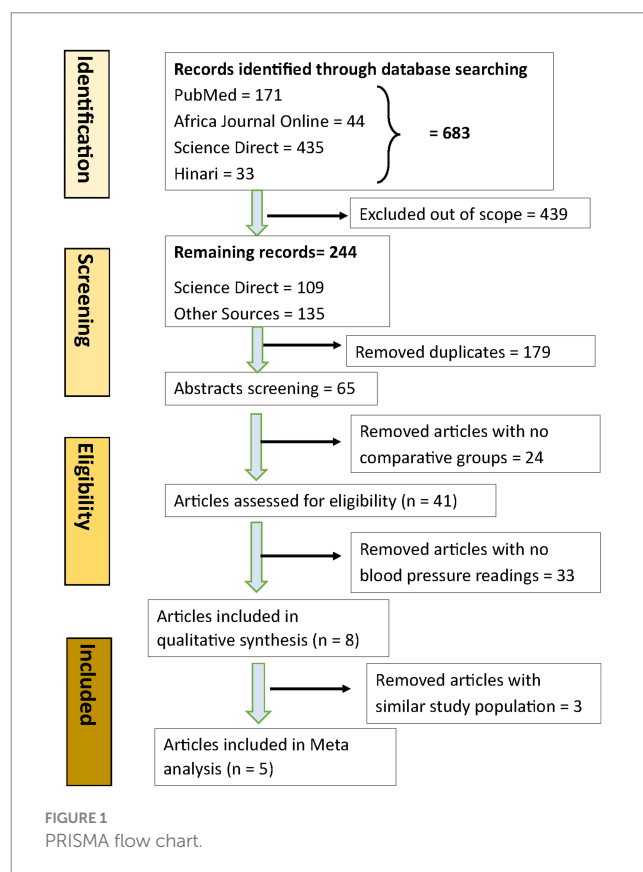 Identification
Records identified through database searching
PubMed = 171
Africa Journal Online = 44
Science Direct = 435
Hinari = 33
= 683
Excluded out of scope = 439
Screening
Remaining records= 244
Science Direct = 109
Other Sources = 135
Removed duplicates = 179
Abstracts screening = 65
Removed articles with no
comparative groups = 24
Eligibility
Articles assessed for eligibility (n = 41)
Removed articles with no
blood pressure readings = 33
Articles included in
qualitative synthesis (n = 8)
Included
Removed articles with
similar study population = 3
Articles included in Meta
analysis (n = 5)
FIGURE 1
PRISMA flow chart.